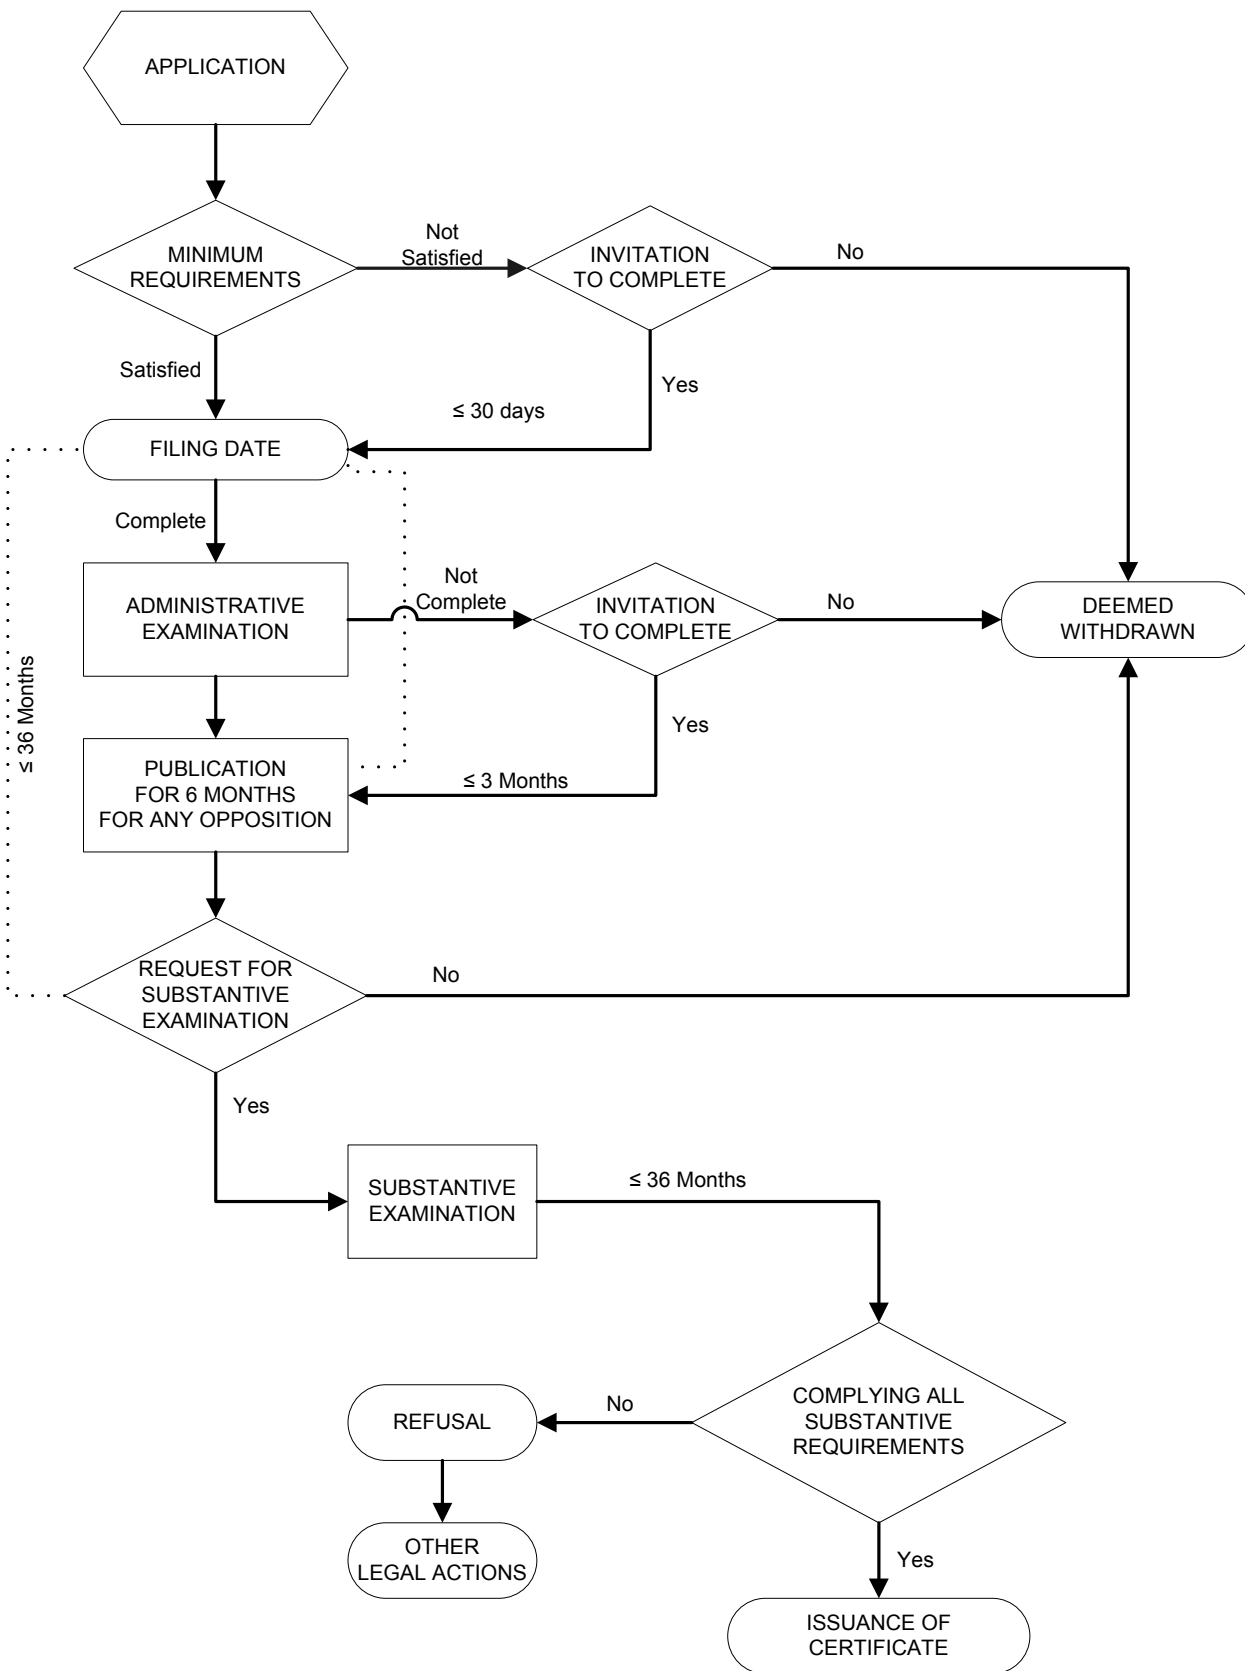 APPLICATION
MINIMUM
REQUIREMENTS
Not
Satisfied
INVITATION
TO COMPLETE
No
Satisfied
Yes
≤ 30 days
FILING DATE
Complete
ADMINISTRATIVE
EXAMINATION
Not
Complete
INVITATION
TO COMPLETE
No
DEEMED
WITHDRAWN
≤ 36 Months
Yes
PUBLICATION
FOR 6 MONTHS
FOR ANY OPPOSITION
≤ 3 Months
REQUEST FOR
SUBSTANTIVE
EXAMINATION
No
Yes
SUBSTANTIVE
EXAMINATION
≤ 36 Months
COMPLYING ALL
SUBSTANTIVE
REQUIREMENTS
No
REFUSAL
OTHER
LEGAL ACTIONS
Yes
ISSUANCE OF
CERTIFICATE